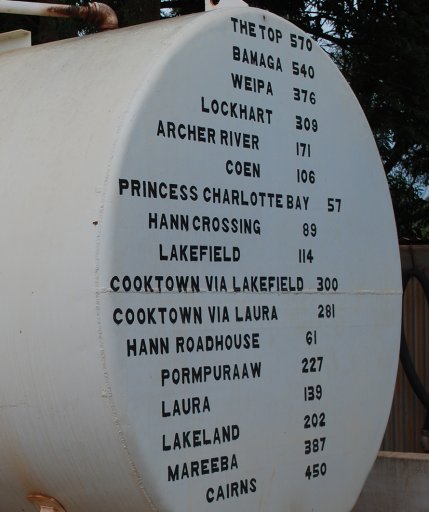 THE TOP 570
BAMAGA 540
WEIPA 376
LOCKHART 309
ARCHER RIVER 171
COEN 106
PRINCESS CHARLOTTE BAY 57
HANN CROSSING 89
LAKEFIELD 114
COOKTOWN VIA LAKEFIELD 300
COOKTOWN VIA LAURA 281
HANN ROADHOUSE 61
PORMPURAAW 227
LAURA 139
LAKELAND 202
MAREEBA 387
CAIRNS 450